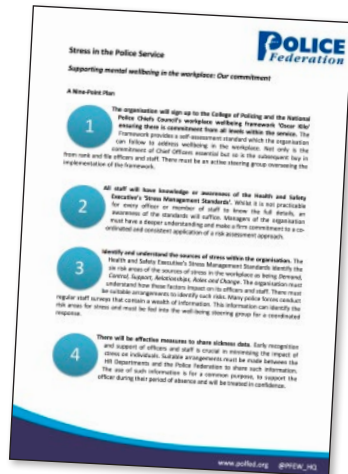 POLICE
Federation
Stress in the Police Service
Supporting mental wellbeing in the workplace: Our commitment
A Nine-Point Plan
1
The organisation will sign up to the College of Policing and the National
Police Chiefs Council's workplace wellbeing framework 'Oscar Kilo'
ensuring there is commitment from all levels within the service. The
Framework provides a self-assessment standard which the organisation
can follow to address wellbeing in the workplace. Not only is the
commitment of Chief Officers essential but so is the subsequent buy in
from rank and file officers and staff. There must be an active steering group overseeing the
implementation of the framework.
2
All staff will have knowledge or awareness of the Health and Safety
Executive's 'Stress Management Standards'. Whilst it is not practicable
for every officer or member of staff to know the full details, an
awareness of the standards will suffice. Managers of the organisation
must have a deeper understanding and make a firm commitment to a co-
ordinated and consistent application of a risk assessment approach.
3
Identify and understand the sources of stress within the organisation. The
Health and Safety Executive's Stress Management Standards identify the
six risk areas of the sources of stress in the workplace as being Demand,
Control, Support, Relationships, Roles and Change. The organisation must
understand how these factors impact on its officers and staff. There must
be suitable arrangements to identify such risks. Many police forces conduct
regular staff surveys that contain a wealth of information. This information can identify the
risk areas for stress and must be fed into the well-being steering group for a coordinated
response.
4
There will be effective measures to share sickness data. Early recognition
and support of officers and staff is crucial in minimising the impact of
stress on individuals. Suitable arrangements must be made between the
HR Departments and the Police Federation to share such information.
The use of such information is for a common purpose, to support the
officer during their period of absence and will be treated in confidence.
www.polfed.org @PFEW_HQ